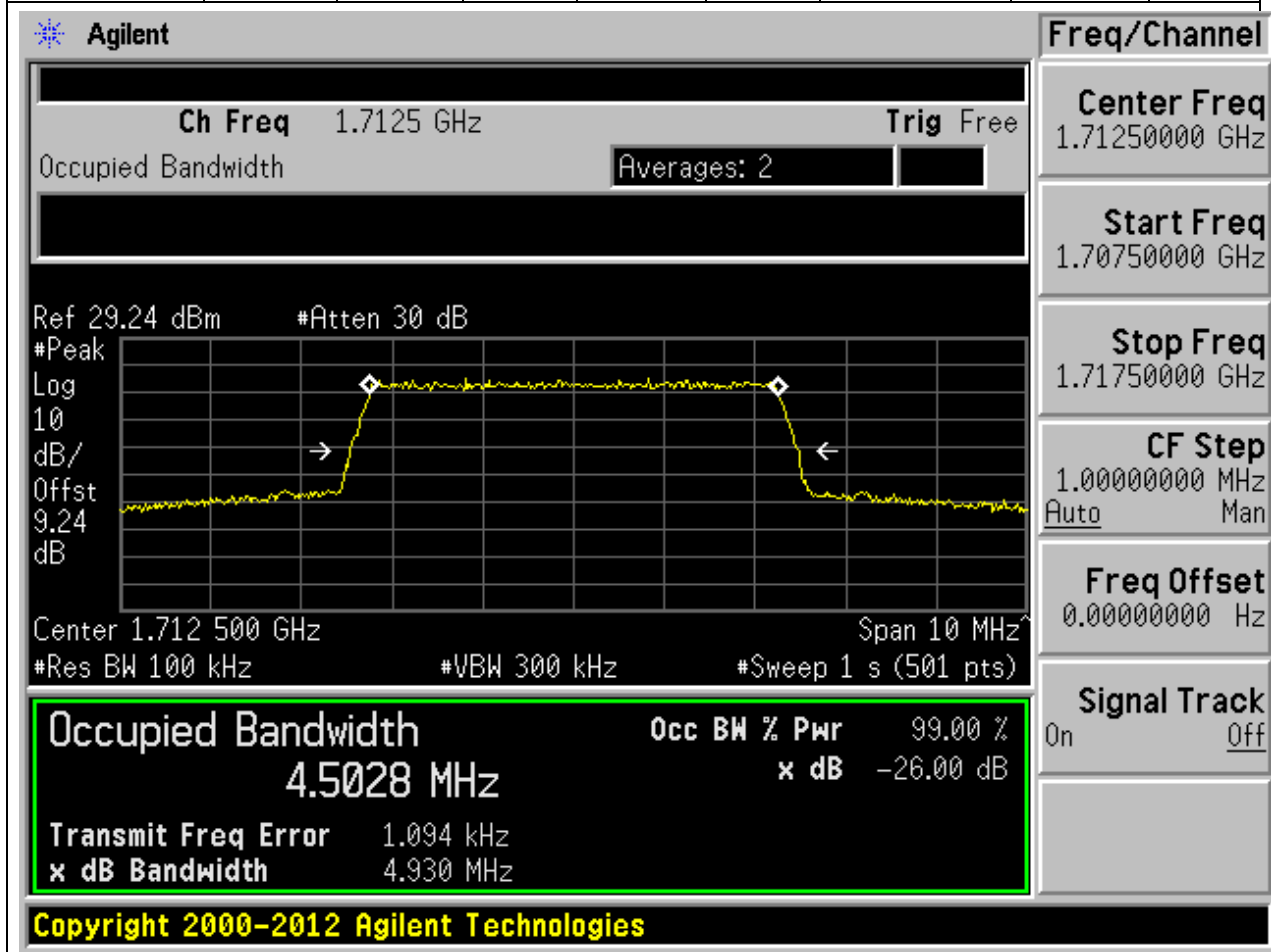 Agilent
Freq/Channel
Ch Freq 1.7125 GHz Trig Free
Occupied Bandwidth Averages: 2
Ref 29.24 dBm #Atten 30 dB
#Peak
Log
10
dB/
Offst
9.24
dB
Center 1.712 500 GHz Span 10 MHz^
#Res BW 100 kHz #VBW 300 kHz #Sweep 1 s (501 pts)
Occupied Bandwidth Occ BW % Pwr 99.00 %
4.5028 MHz x dB -26.00 dB
Transmit Freq Error 1.094 kHz
x dB Bandwidth 4.930 MHz
Copyright 2000-2012 Agilent Technologies
Center Freq
1.71250000 GHz
Start Freq
1.70750000 GHz
Stop Freq
1.71750000 GHz
CF Step
1.00000000 MHz
Auto Man
Freq Offset
0.00000000 Hz
Signal Track
On Off